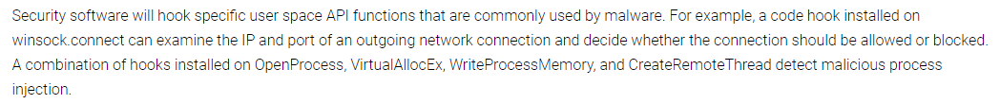 Security software will hook specific user space API functions that are commonly used by malware. For example, a code hook installed on
winsock.connect can examine the IP and port of an outgoing network connection and decide whether the connection should be allowed or blocked.
A combination of hooks installed on OpenProcess, VirtualAllocEx, WriteProcessMemory, and CreateRemoteThread detect malicious process
injection.